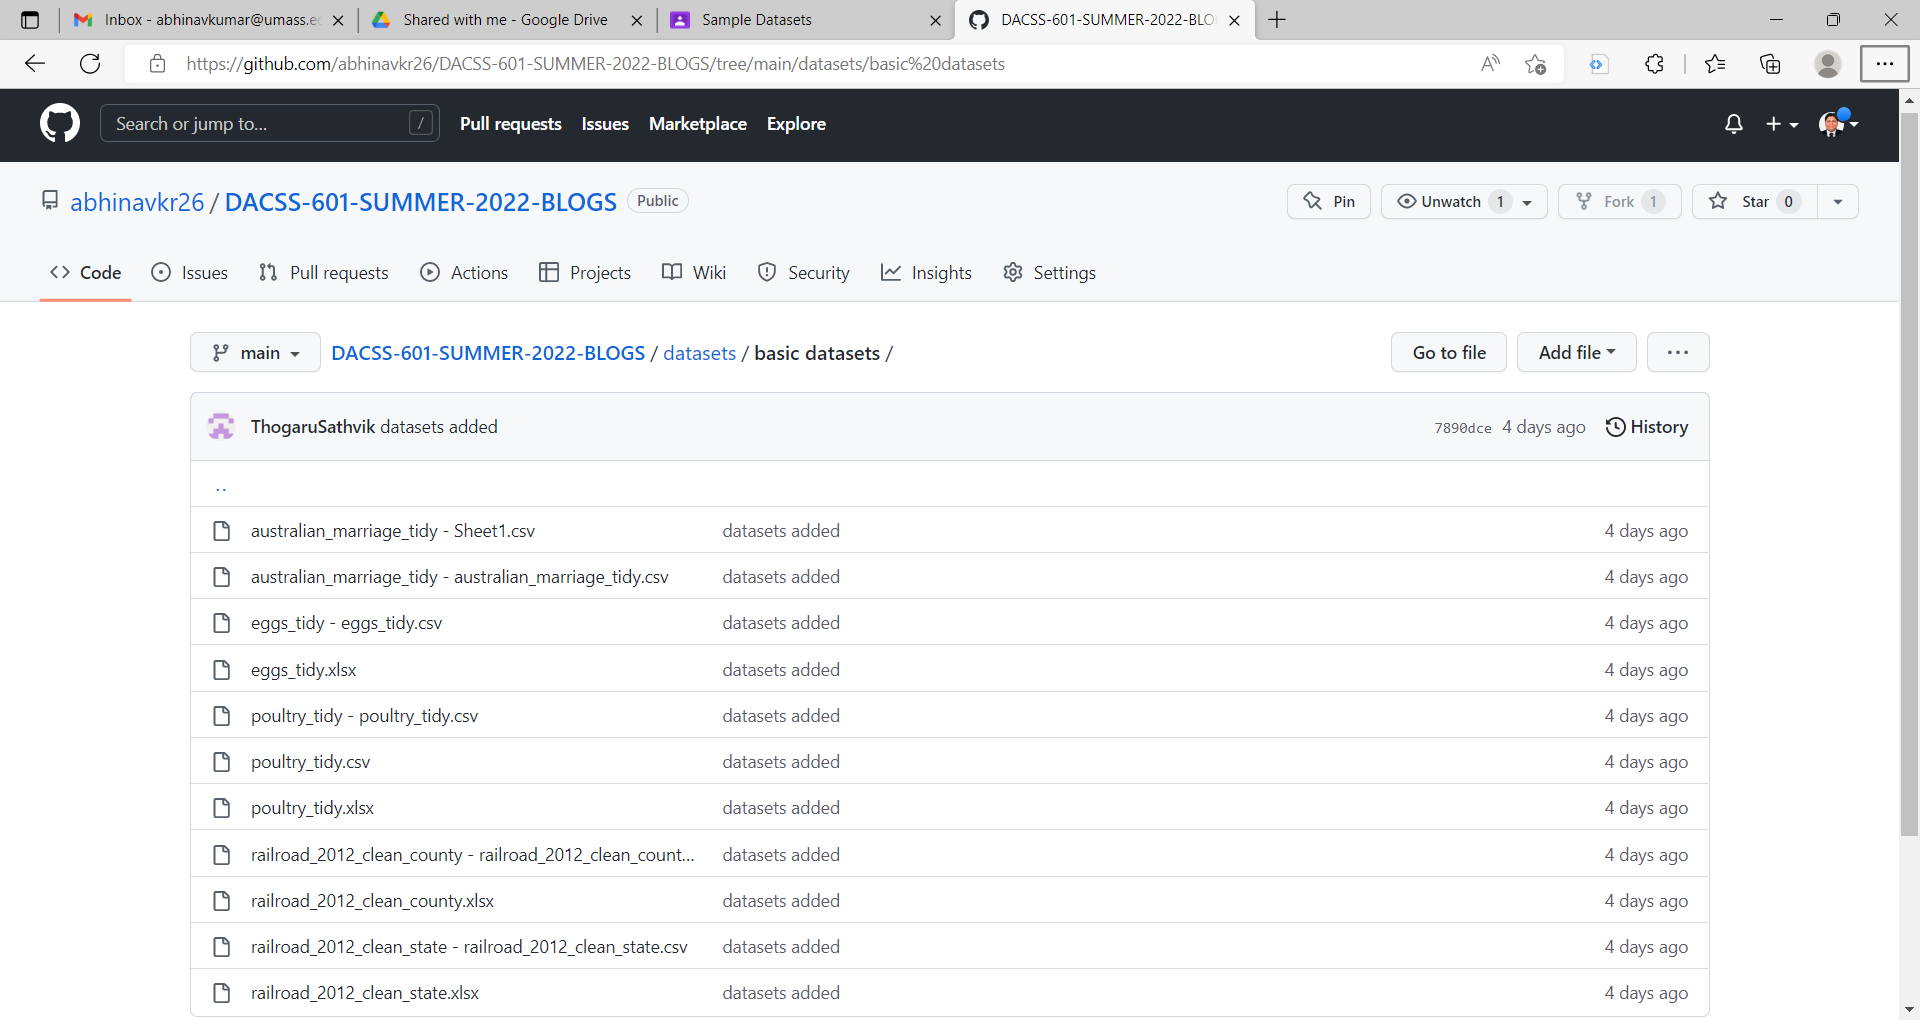 Inbox - abhinavkumar@umass.ec
Shared with me - Google Drive
Sample Datasets
DACSS-601-SUMMER-2022-BLO
https://github.com/abhinavkr26/DACSS-601-SUMMER-2022-BLOGS/tree/main/datasets/basic%20datasets
Search or jump to... /
Pull requests Issues Marketplace Explore
abhinavkr26 / DACSS-601-SUMMER-2022-BLOGS Public
Pin Unwatch 1 Fork 1 Star 0
Code Issues Pull requests Actions Projects Wiki Security Insights Settings
main DACSS-601-SUMMER-2022-BLOGS / datasets / basic datasets / Go to file Add file ...
ThogaruSathvik datasets added 7890dce 4 days ago History
..
australian_marriage_tidy - Sheet1.csv datasets added 4 days ago
australian_marriage_tidy - australian_marriage_tidy.csv datasets added 4 days ago
eggs_tidy - eggs_tidy.csv datasets added 4 days ago
eggs_tidy.xlsx datasets added 4 days ago
poultry_tidy - poultry_tidy.csv datasets added 4 days ago
poultry_tidy.csv datasets added 4 days ago
poultry_tidy.xlsx datasets added 4 days ago
railroad_2012_clean_county - railroad_2012_clean_count... datasets added 4 days ago
railroad_2012_clean_county.xlsx datasets added 4 days ago
railroad_2012_clean_state - railroad_2012_clean_state.csv datasets added 4 days ago
railroad_2012_clean_state.xlsx datasets added 4 days ago